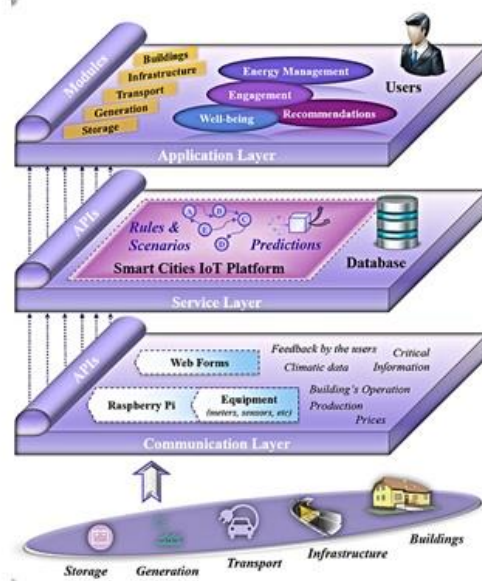 Modules
Buildings
Infrastructure
Transport
Generation
Storage
Energy Management
Engagement
Well-being
Recommendations
Users
Application Layer
APIs
Rules &
Scenarios
A
B
C
E
D
Predictions
Smart Cities IoT Platform
Database
Service Layer
APIs
Web Forms
Feedback by the users
Climatic data
Critical
Information
Raspberry Pi
Equipment
(meters, sensors, etc)
Building's Operation
Production
Prices
Communication Layer
Storage
Generation
Transport
Infrastructure
Buildings